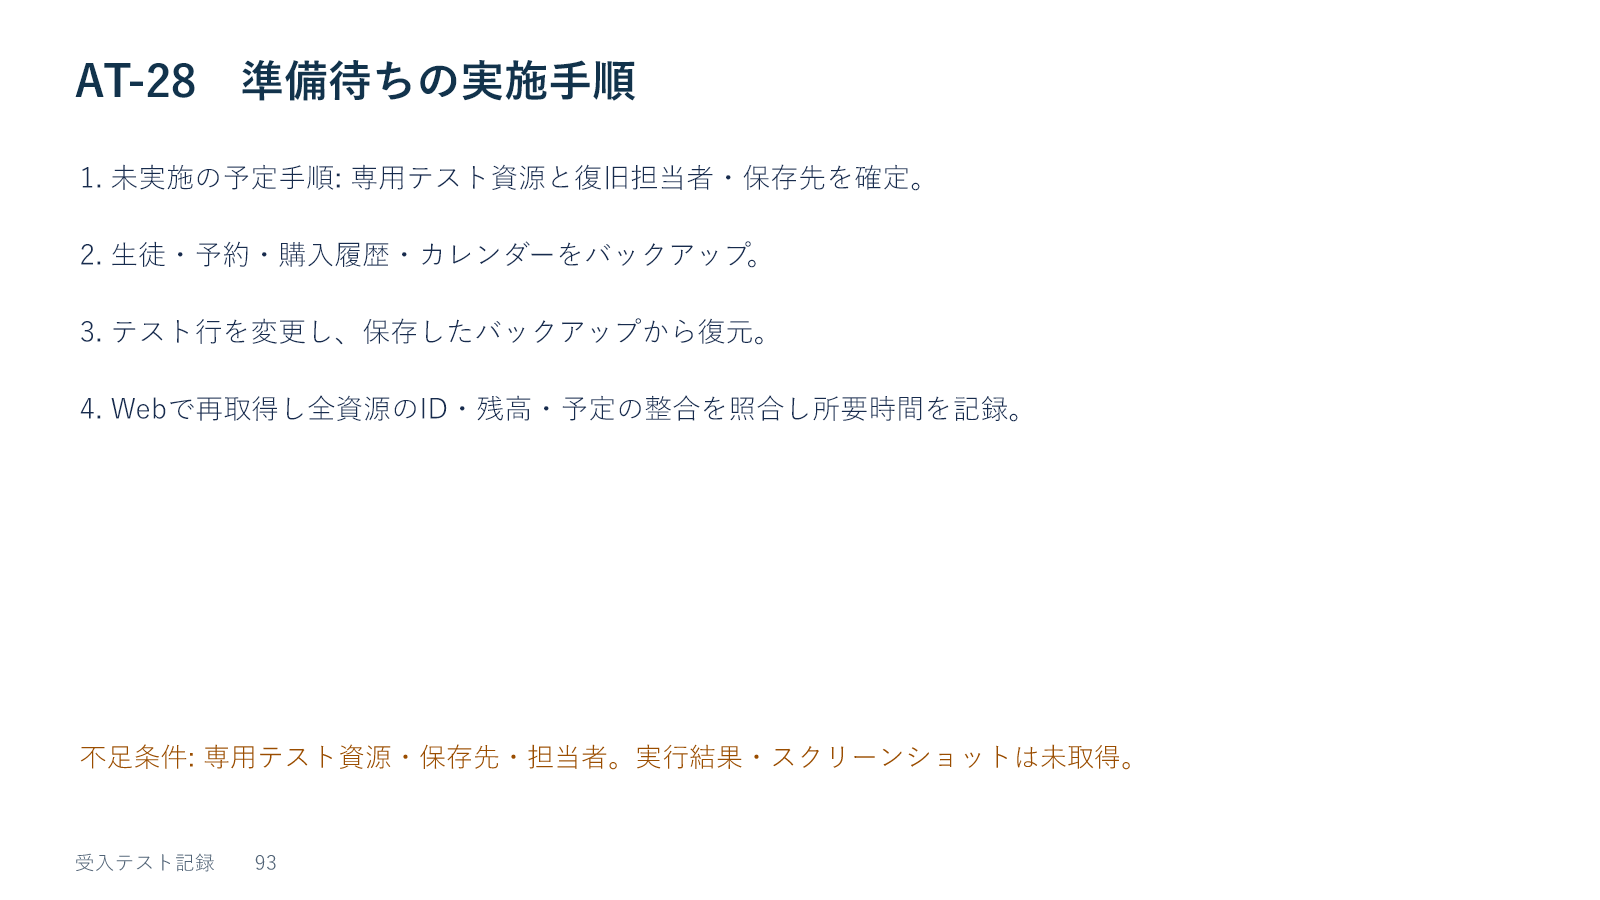 AT-28　準備待ちの実施手順
1. 未実施の予定手順: 専用テスト資源と復旧担当者・保存先を確定。
2. 生徒・予約・購入履歴・カレンダーをバックアップ。
3. テスト行を変更し、保存したバックアップから復元。
4. Webで再取得し全資源のID・残高・予定の整合を照合し所要時間を記録。
不足条件: 専用テスト資源・保存先・担当者。実行結果・スクリーンショットは未取得。
受入テスト記録　　93